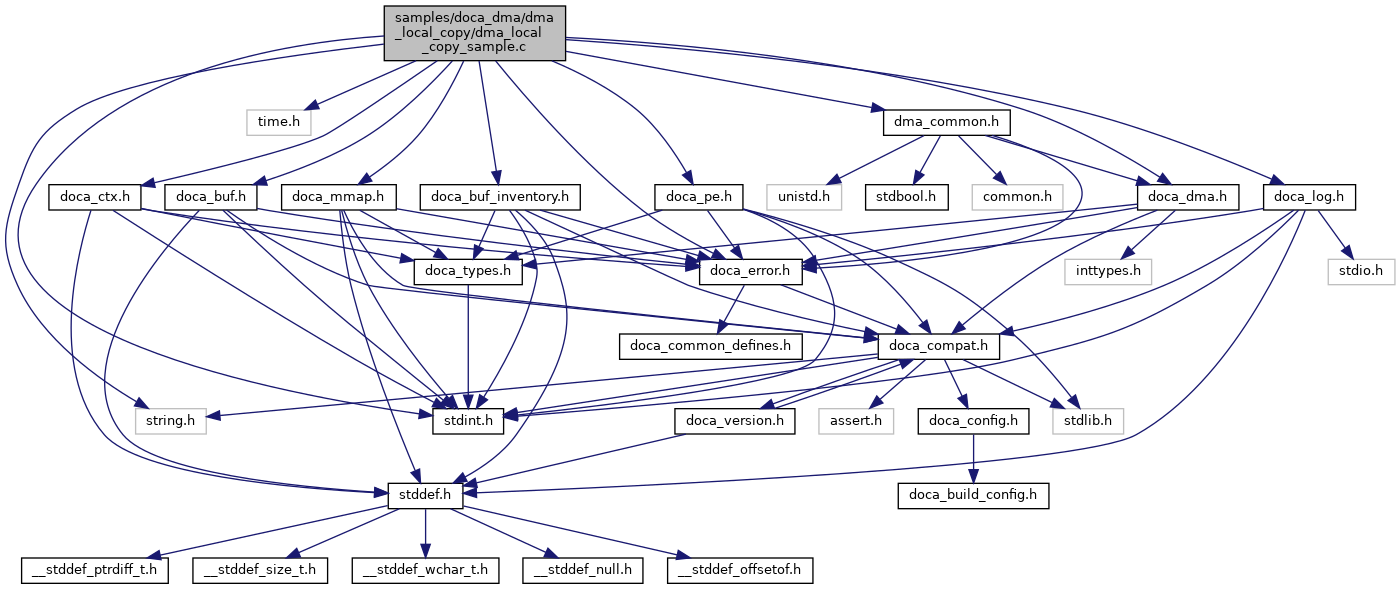 samples/doca_dma/dma
_local_copy/dma_local
_copy_sample.c
time.h
dma_common.h
doca_ctx.h
doca_buf.h
doca_mmap.h
doca_buf_inventory.h
doca_pe.h
unistd.h
stdbool.h
common.h
doca_dma.h
doca_log.h
doca_types.h
doca_error.h
inttypes.h
stdio.h
doca_common_defines.h
doca_compat.h
string.h
stdint.h
doca_version.h
assert.h
doca_config.h
stdlib.h
stddef.h
doca_build_config.h
__stddef_ptrdiff_t.h
__stddef_size_t.h
__stddef_wchar_t.h
__stddef_null.h
__stddef_offsetof.h